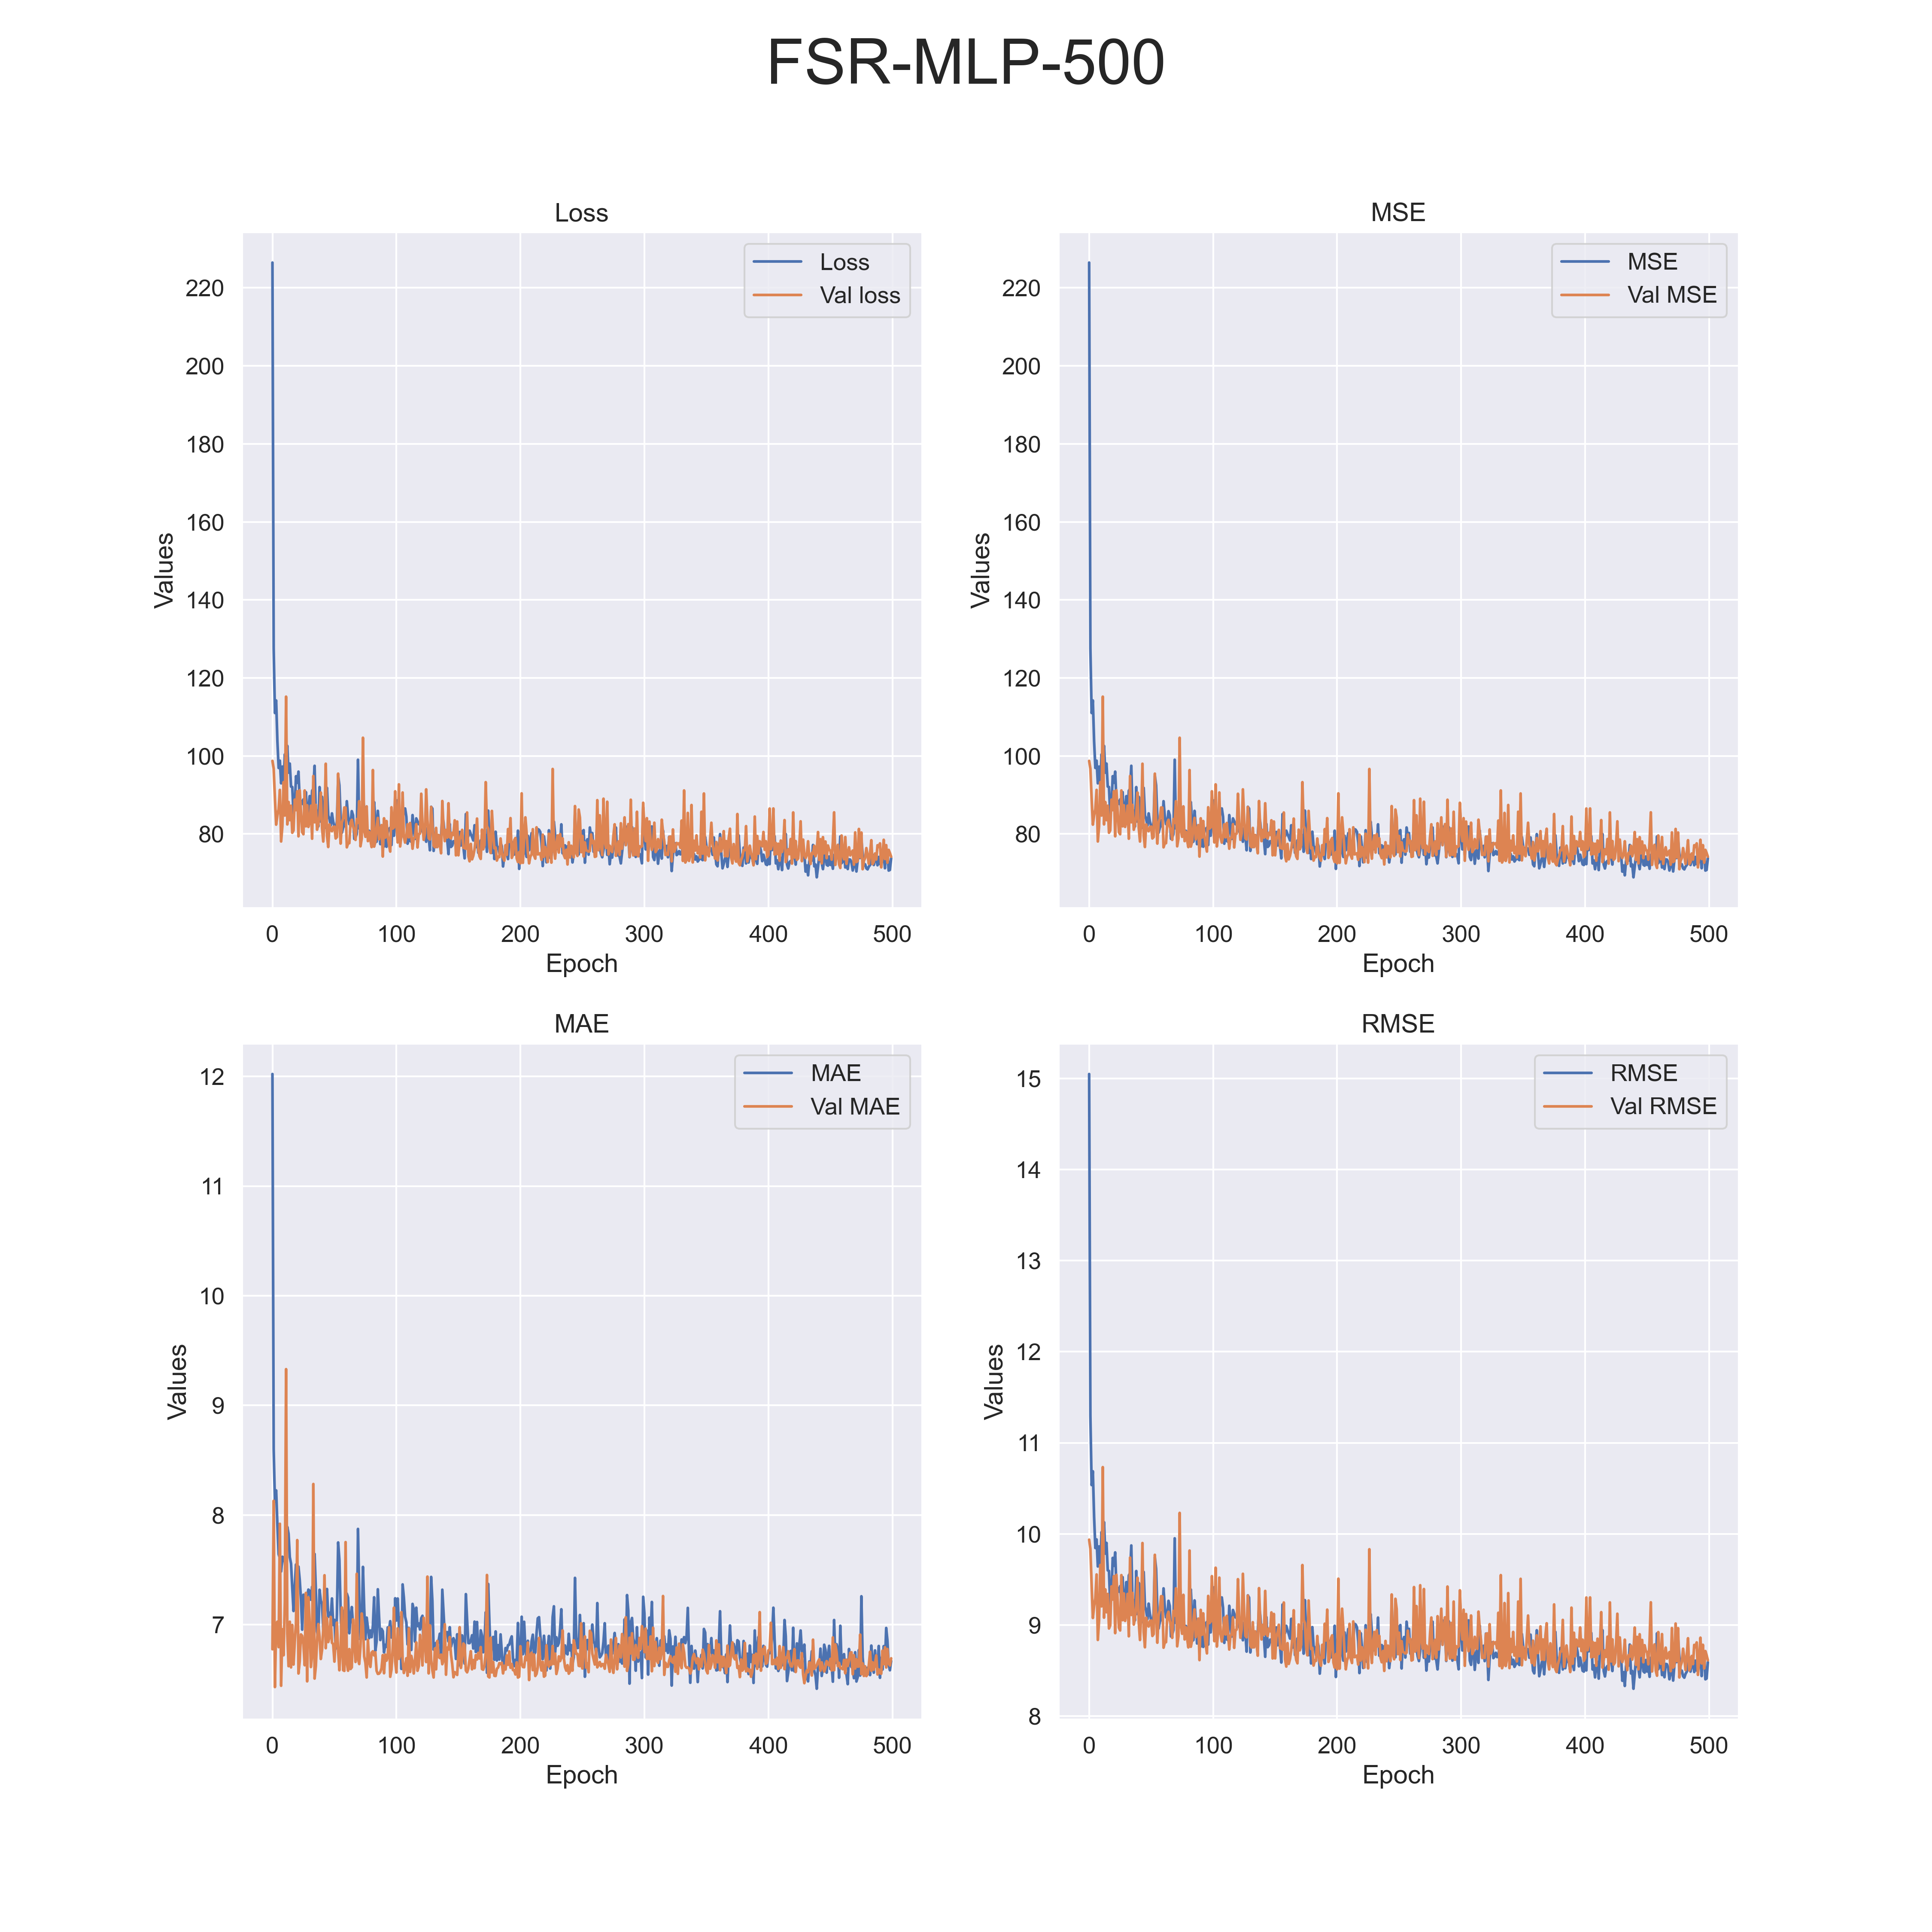 FSR-MLP-500
Loss
Loss
Val loss
220
200
180
160
140
120
100
80
Values
0 100 200 300 400 500
Epoch
MSE
MSE
Val MSE
220
200
180
160
140
120
100
80
Values
0 100 200 300 400 500
Epoch
MAE
MAE
Val MAE
12
11
10
9
8
7
Values
0 100 200 300 400 500
Epoch
RMSE
RMSE
Val RMSE
15
14
13
12
11
10
9
8
Values
0 100 200 300 400 500
Epoch